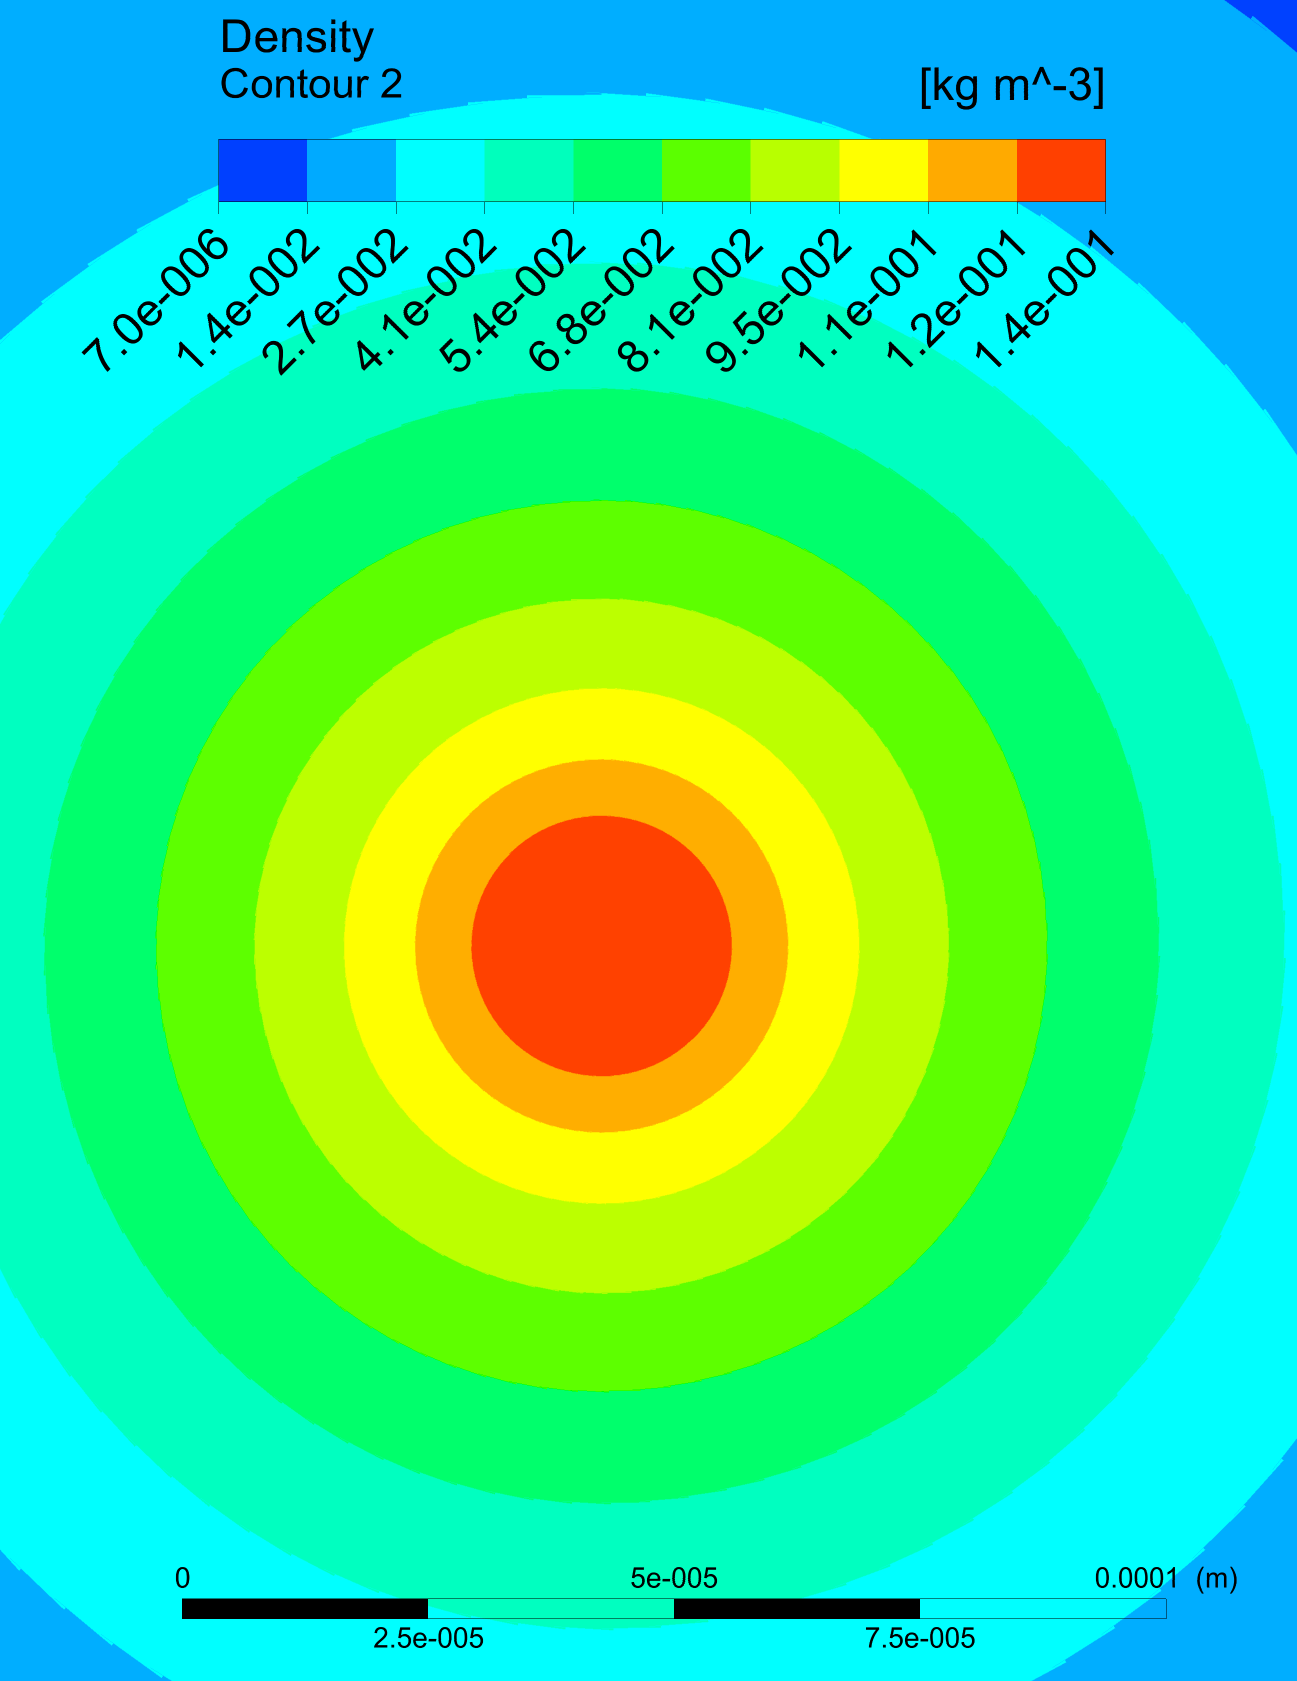 Density
Contour 2
[kg m^-3]
7.0e-006
1.4e-002
2.7e-002
4.1e-002
5.4e-002
6.8e-002
8.1e-002
9.5e-002
1.1e-001
1.2e-001
1.4e-001
0 5e-005 0.0001 (m)
2.5e-005 7.5e-005